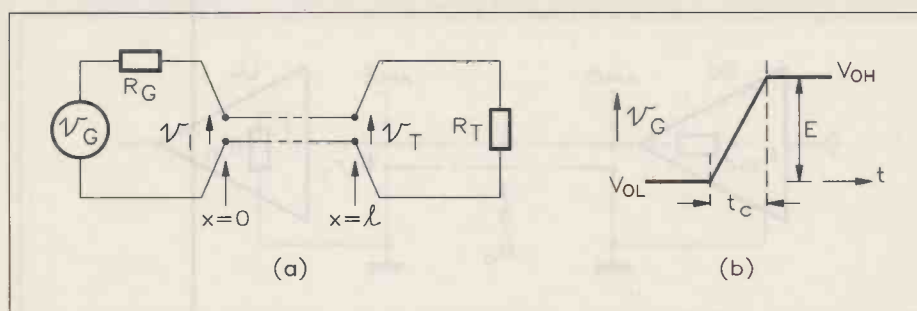 R_G
v_G
v_I
v_T
R_T
x=0
x=ℓ
(a)
V_OH
v_G
E
V_OL
t
t_c
(b)